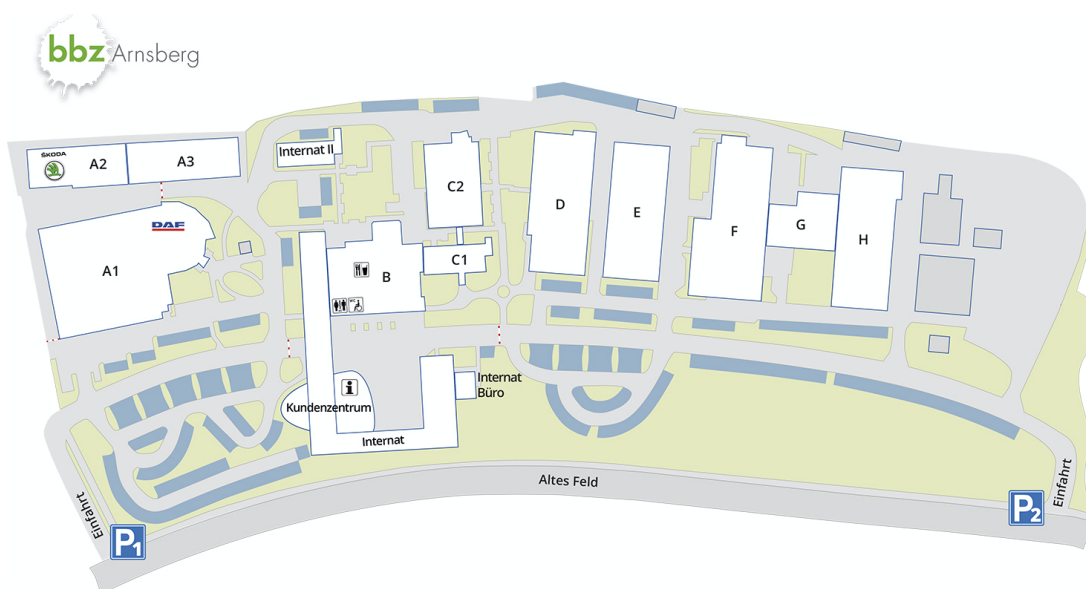 bbz Arnsberg
ŠKODA
A2
A3
Internat II
C2
D
E
F
G
H
DAF
A1
B
C1
WC
i
Kundenzentrum
Internat
Büro
Internat
Altes Feld
Einfahrt
P1
Einfahrt
P2